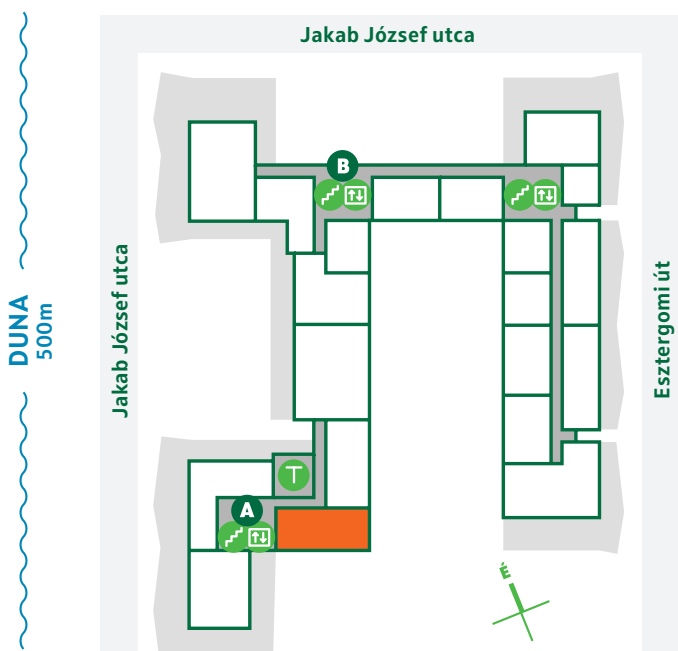 Jakab József utca
B
Jakab József utca
DUNA
500m
Esztergomi út
T
A
É